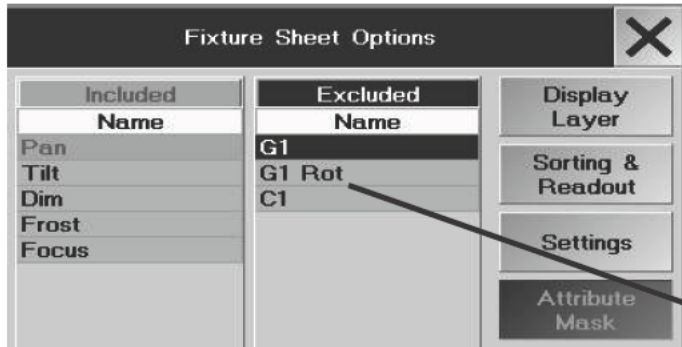 Fixture Sheet Options
Included
Name
Pan
Tilt
Dim
Frost
Focus
Excluded
Name
G1
G1 Rot
C1
Display
Layer
Sorting &
Readout
Settings
Attribute
Mask